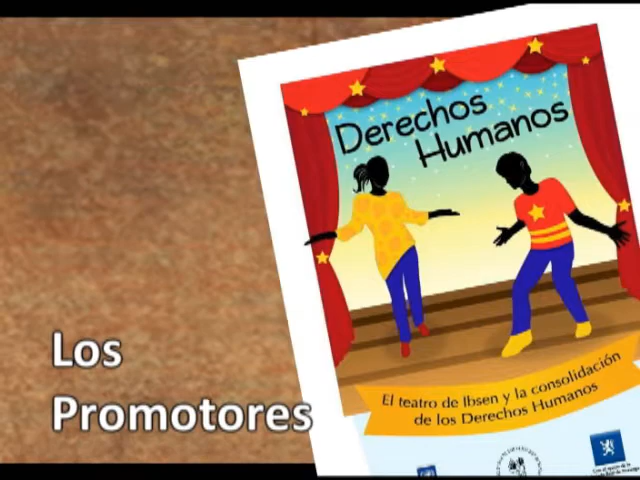 Derechos
Humanos
El teatro de Ibsen y la consolidación
de los Derechos Humanos
Los
Promotores